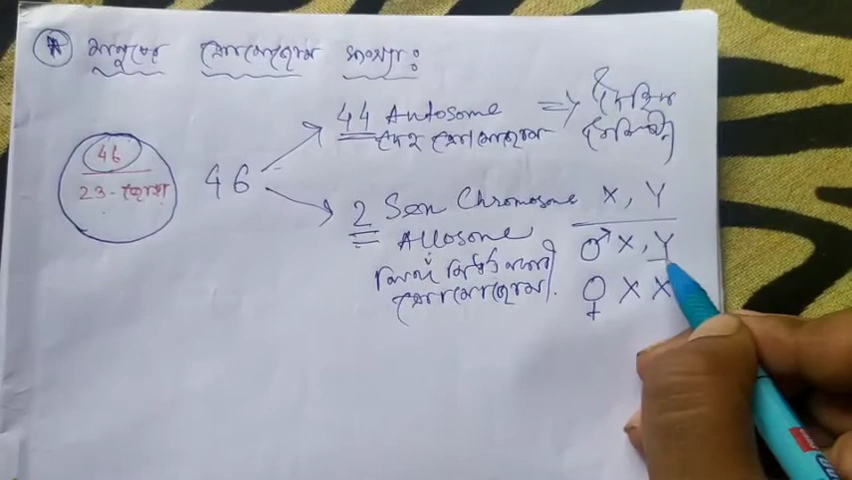 মানুষের ক্রোমোজোম সংখ্যা:
46
23-জোড়া
46
44 Autosome
দেহ ক্রোমোজোম
⇒ দৈহিক
বৈশিষ্ট্য
2 Sex Chromosome X, Y
Allosome
লিঙ্গ নির্ধারণকারী
ক্রোমোজোম।
♂ X, Y
♀ X X